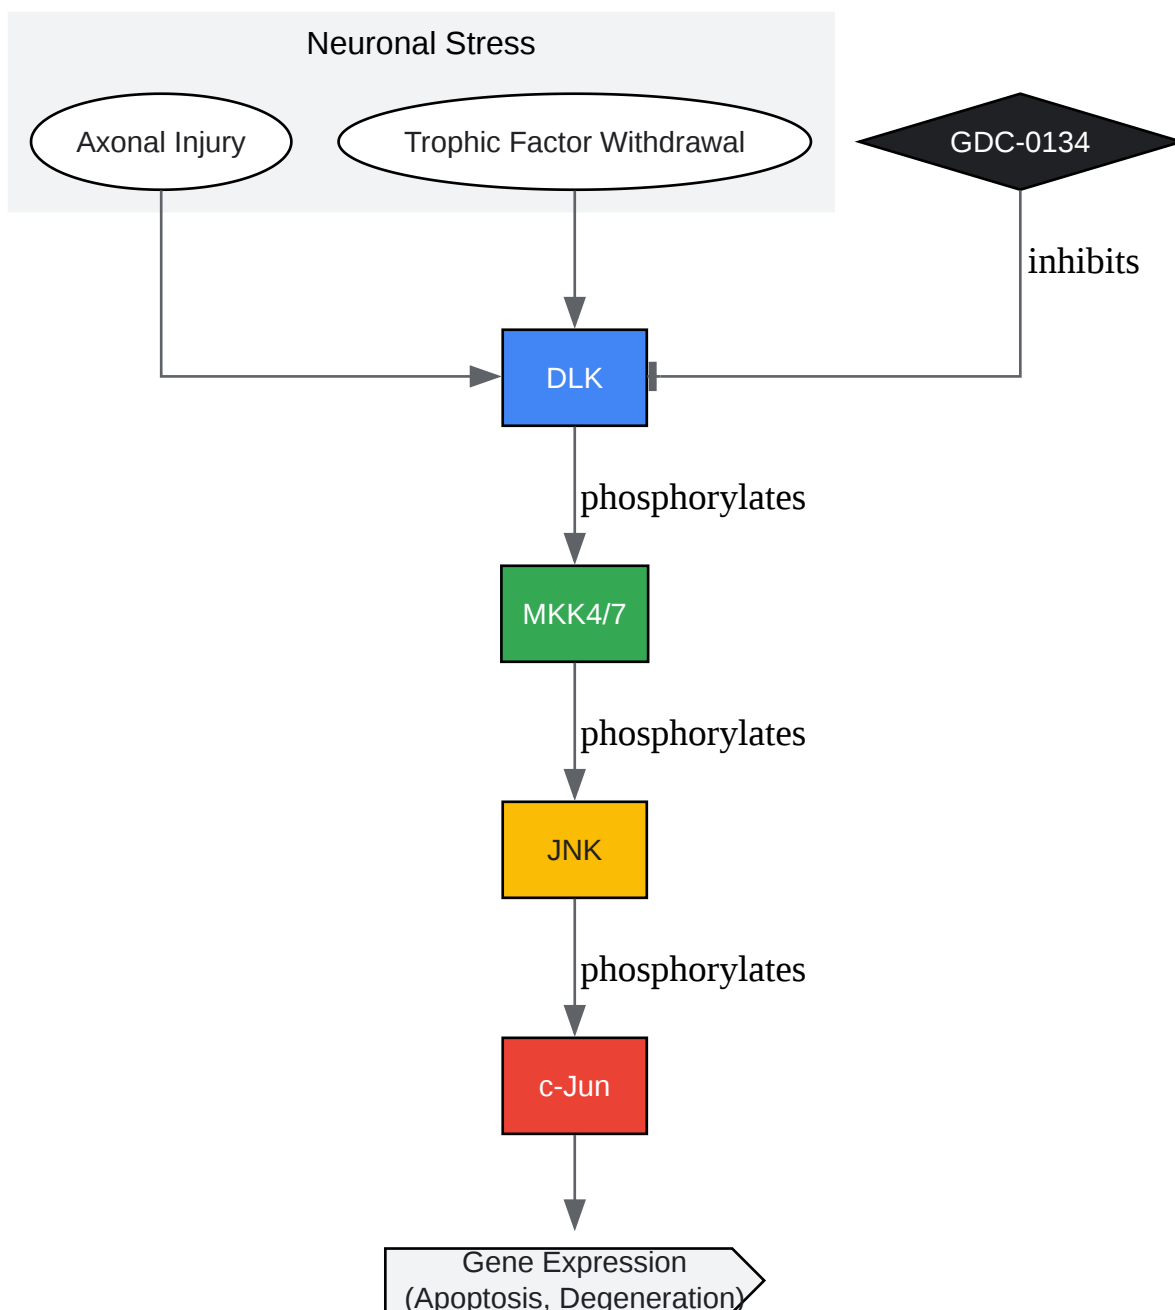 Neuronal Stress
Axonal Injury
Trophic Factor Withdrawal
GDC-0134
inhibits
DLK
phosphorylates
MKK4/7
phosphorylates
JNK
phosphorylates
c-Jun
Gene Expression
(Apoptosis, Degeneration)